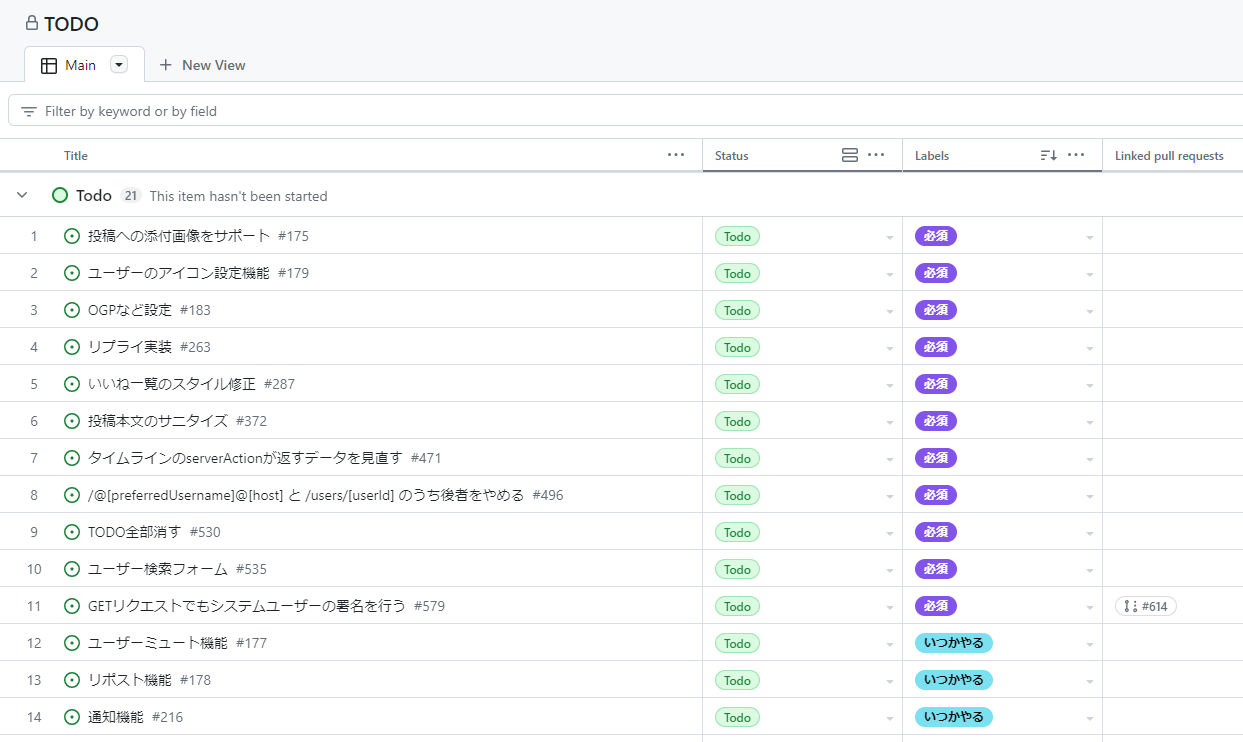 TODO
Main
New View
Filter by keyword or by field
Title ... Status ... Labels ... Linked pull requests
Todo 21 This item hasn't been started
1 投稿への添付画像をサポート #175 Todo 必須
2 ユーザーのアイコン設定機能 #179 Todo 必須
3 OGPなど設定 #183 Todo 必須
4 リプライ実装 #263 Todo 必須
5 いいね一覧のスタイル修正 #287 Todo 必須
6 投稿本文のサニタイズ #372 Todo 必須
7 タイムラインのserverActionが返すデータを見直す #471 Todo 必須
8 /@[preferredUsername]@[host] と /users/[userId] のうち後者をやめる #496 Todo 必須
9 TODO全部消す #530 Todo 必須
10 ユーザー検索フォーム #535 Todo 必須
11 GETリクエストでもシステムユーザーの署名を行う #579 Todo 必須 #614
12 ユーザーミュート機能 #177 Todo いつかやる
13 リポスト機能 #178 Todo いつかやる
14 通知機能 #216 Todo いつかやる